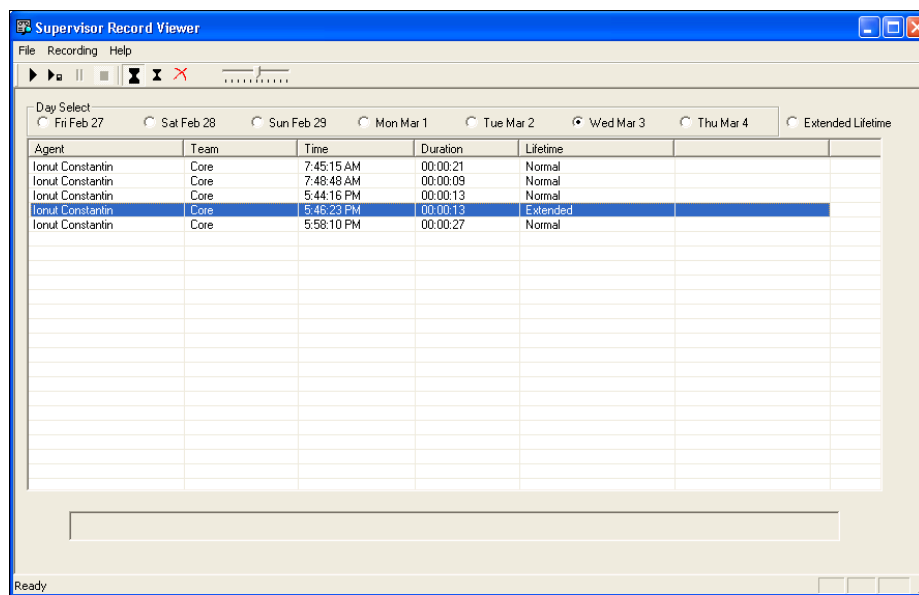 Supervisor Record Viewer
File Recording Help
Day Select
Fri Feb 27 Sat Feb 28 Sun Feb 29 Mon Mar 1 Tue Mar 2 Wed Mar 3 Thu Mar 4 Extended Lifetime
Agent Team Time Duration Lifetime
Ionut Constantin Core 7:45:15 AM 00:00:21 Normal
Ionut Constantin Core 7:48:48 AM 00:00:09 Normal
Ionut Constantin Core 5:44:16 PM 00:00:13 Normal
Ionut Constantin Core 5:46:23 PM 00:00:13 Extended
Ionut Constantin Core 5:58:10 PM 00:00:27 Normal
Ready